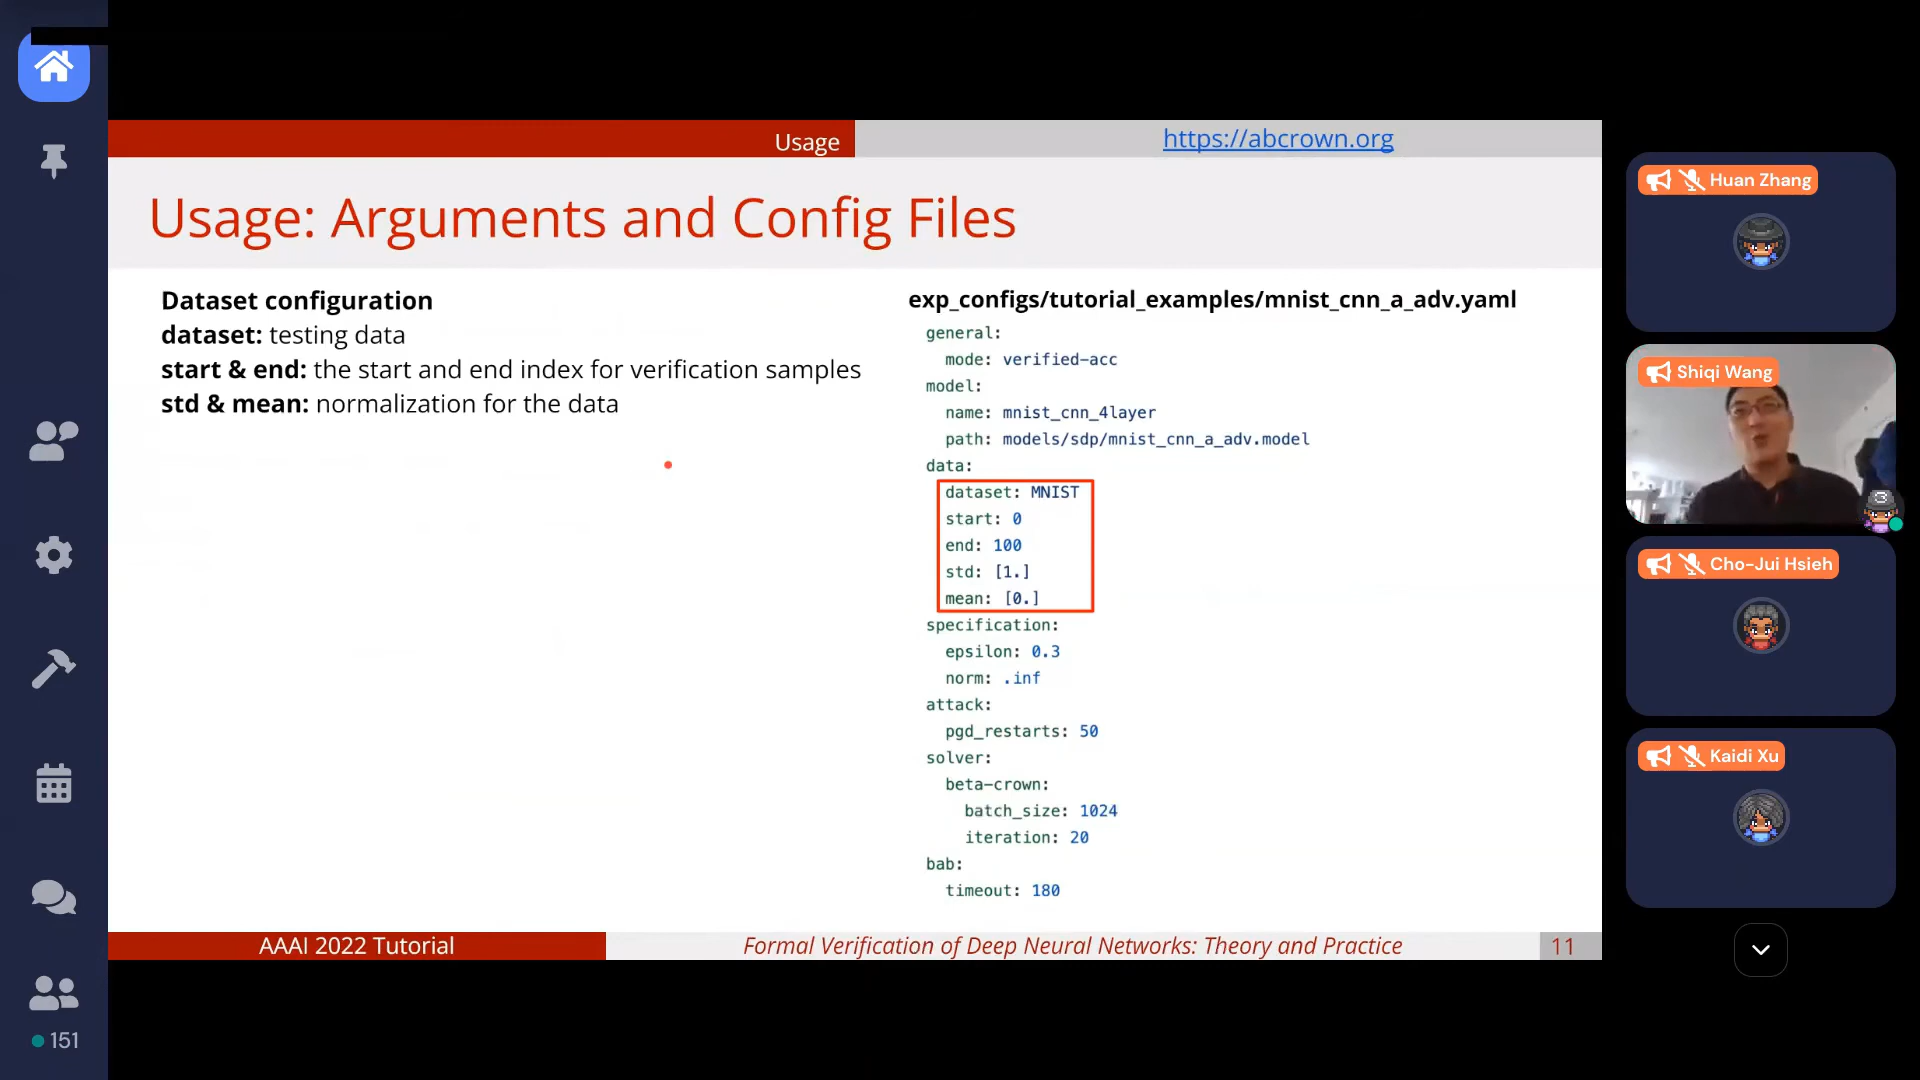 Usage
https://abcrown.org
Usage: Arguments and Config Files
Dataset configuration
dataset: testing data
start & end: the start and end index for verification samples
std & mean: normalization for the data
exp_configs/tutorial_examples/mnist_cnn_a_adv.yaml
general:
mode: verified-acc
model:
name: mnist_cnn_4layer
path: models/sdp/mnist_cnn_a_adv.model
data:
dataset: MNIST
start: 0
end: 100
std: [1.]
mean: [0.]
specification:
epsilon: 0.3
norm: .inf
attack:
pgd_restarts: 50
solver:
beta-crown:
batch_size: 1024
iteration: 20
bab:
timeout: 180
AAAI 2022 Tutorial
Formal Verification of Deep Neural Networks: Theory and Practice
11
Huan Zhang
Shiqi Wang
3
Cho-Jui Hsieh
Kaidi Xu
151